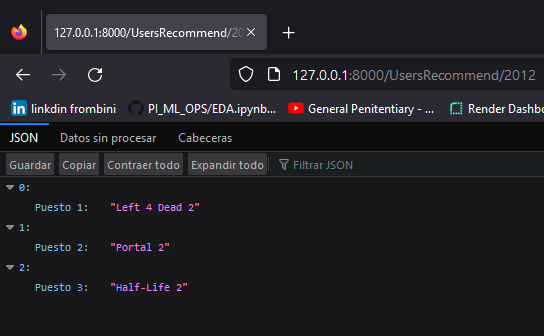 127.0.0.1:8000/UsersRecommend/20
127.0.0.1:8000/UsersRecommend/2012
linkdin frombini PI_ML_OPS/EDA.ipynb... General Penitentiary - ... Render Dashbo
JSON Datos sin procesar Cabeceras
Guardar Copiar Contraer todo Expandir todo Filtrar JSON
0:
Puesto 1: "Left 4 Dead 2"
1:
Puesto 2: "Portal 2"
2:
Puesto 3: "Half-Life 2"